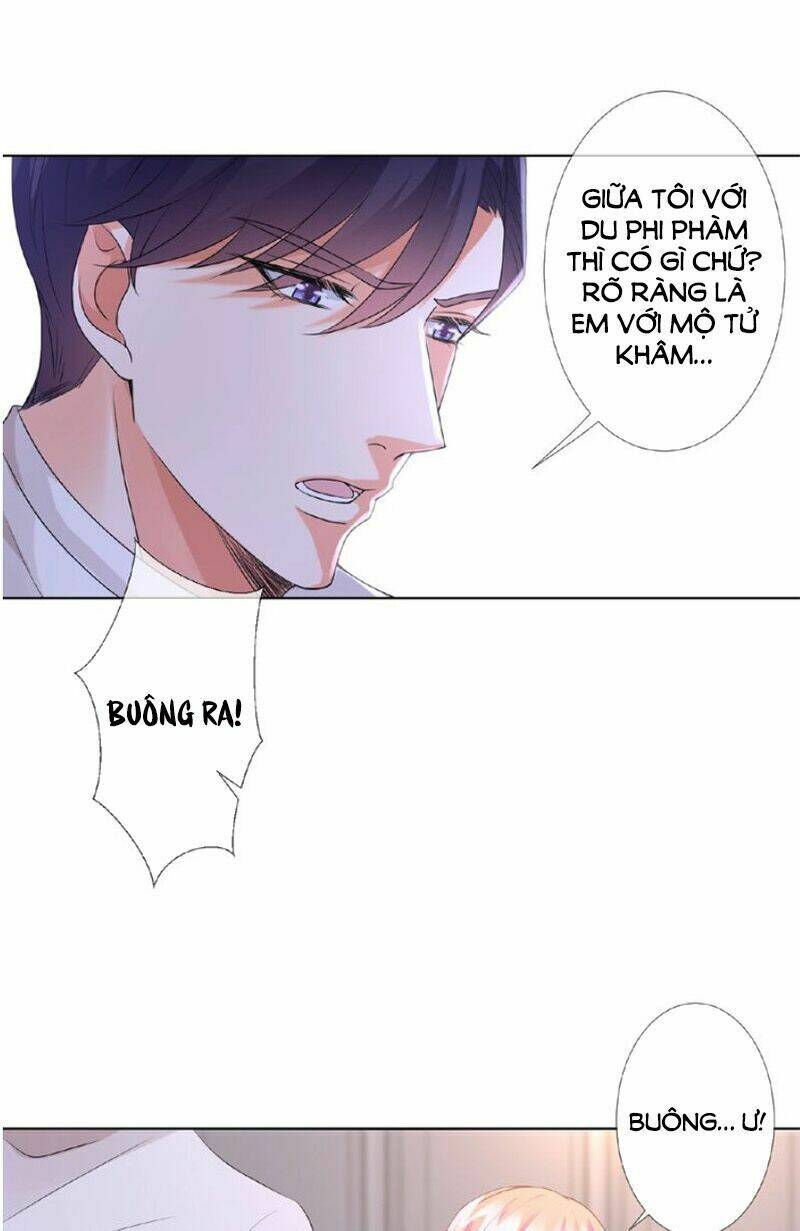 GIỮA TÔI VỚI
DU PHI PHÀM
THÌ CÓ GÌ CHỨ?
RÕ RÀNG LÀ
EM VỚI MỘ TỬ
KHÂM...
BUÔNG RA!
BUÔNG... Ư!